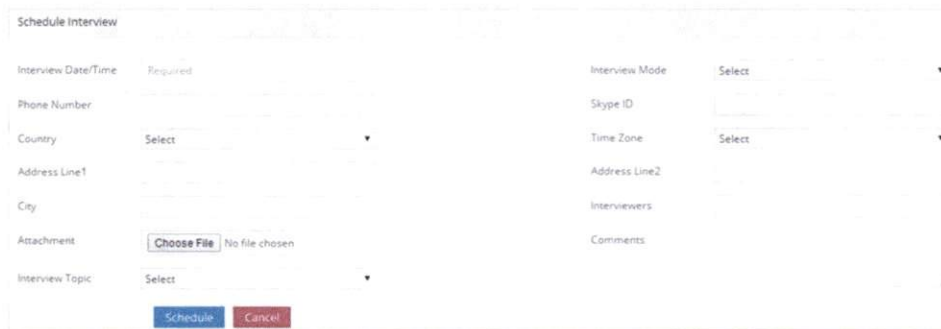 Schedule Interview
Interview Date/Time Required Interview Mode Select
Phone Number Skype ID
Country Select Time Zone Select
Address Line1 Address Line2
City Interviewers
Attachment Choose File No file chosen Comments
Interview Topic Select
Schedule Cancel